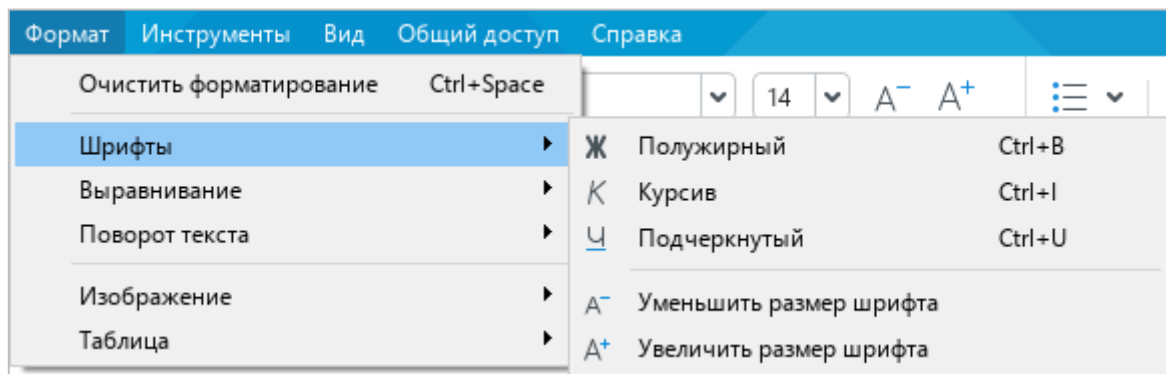 Формат Инструменты Вид Общий доступ Справка
Очистить форматирование Ctrl+Space
14 A− A+
Шрифты
Ж Полужирный Ctrl+B
Выравнивание
К Курсив Ctrl+I
Поворот текста
Ч Подчеркнутый Ctrl+U
Изображение
A− Уменьшить размер шрифта
Таблица
A+ Увеличить размер шрифта